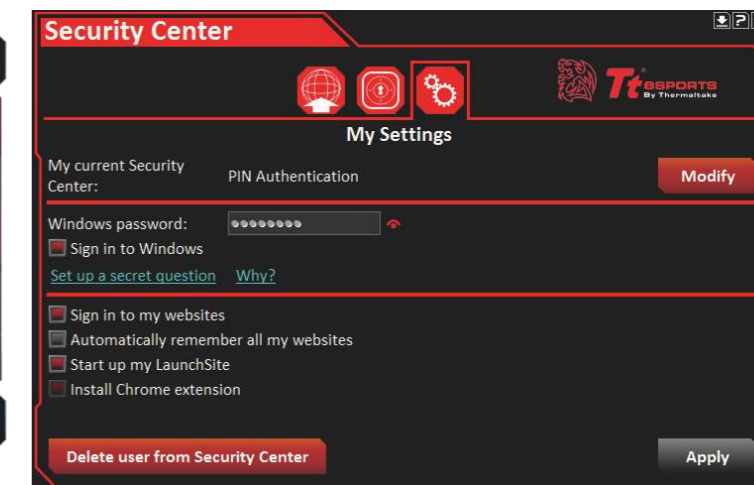 Security Center
Tt eSPORTS
By Thermaltake
My Settings
My current Security
Center:
PIN Authentication
Modify
Windows password:
Sign in to Windows
Set up a secret question Why?
Sign in to my websites
Automatically remember all my websites
Start up my LaunchSite
Install Chrome extension
Delete user from Security Center
Apply